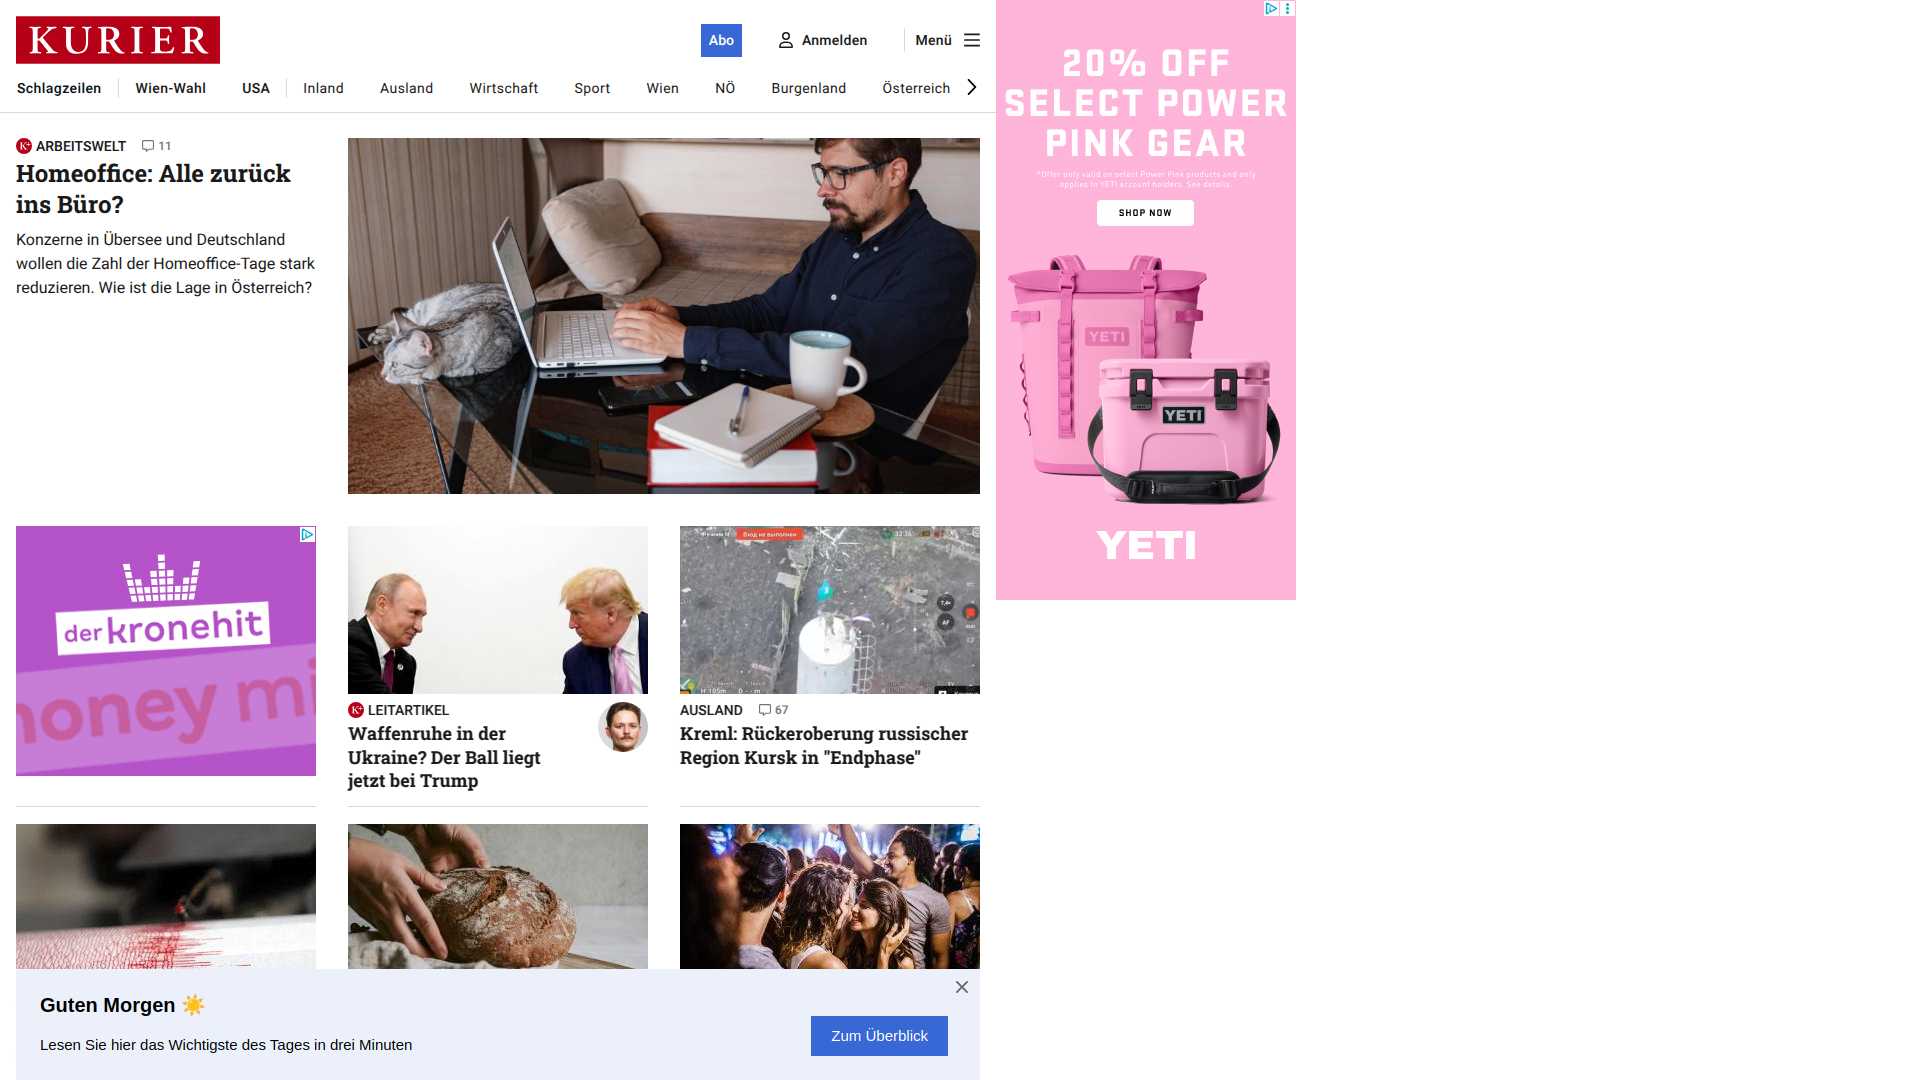 KURIER
Abo
Anmelden
Menü
Schlagzeilen
Wien-Wahl
USA
Inland
Ausland
Wirtschaft
Sport
Wien
NÖ
Burgenland
Österreich
ARBEITSWELT 11
Homeoffice: Alle zurück
ins Büro?
Konzerne in Übersee und Deutschland
wollen die Zahl der Homeoffice-Tage stark
reduzieren. Wie ist die Lage in Österreich?
20% OFF
SELECT POWER
PINK GEAR
*Offer only valid on select Power Pink products and only
applies to YETI account holders. See details.
SHOP NOW
YETI
YETI
YETI
der kronehit
money mi
LEITARTIKEL
Waffenruhe in der
Ukraine? Der Ball liegt
jetzt bei Trump
Вход не выполнен
AUSLAND 67
Kreml: Rückeroberung russischer
Region Kursk in "Endphase"
Guten Morgen ☀️
Lesen Sie hier das Wichtigste des Tages in drei Minuten
Zum Überblick